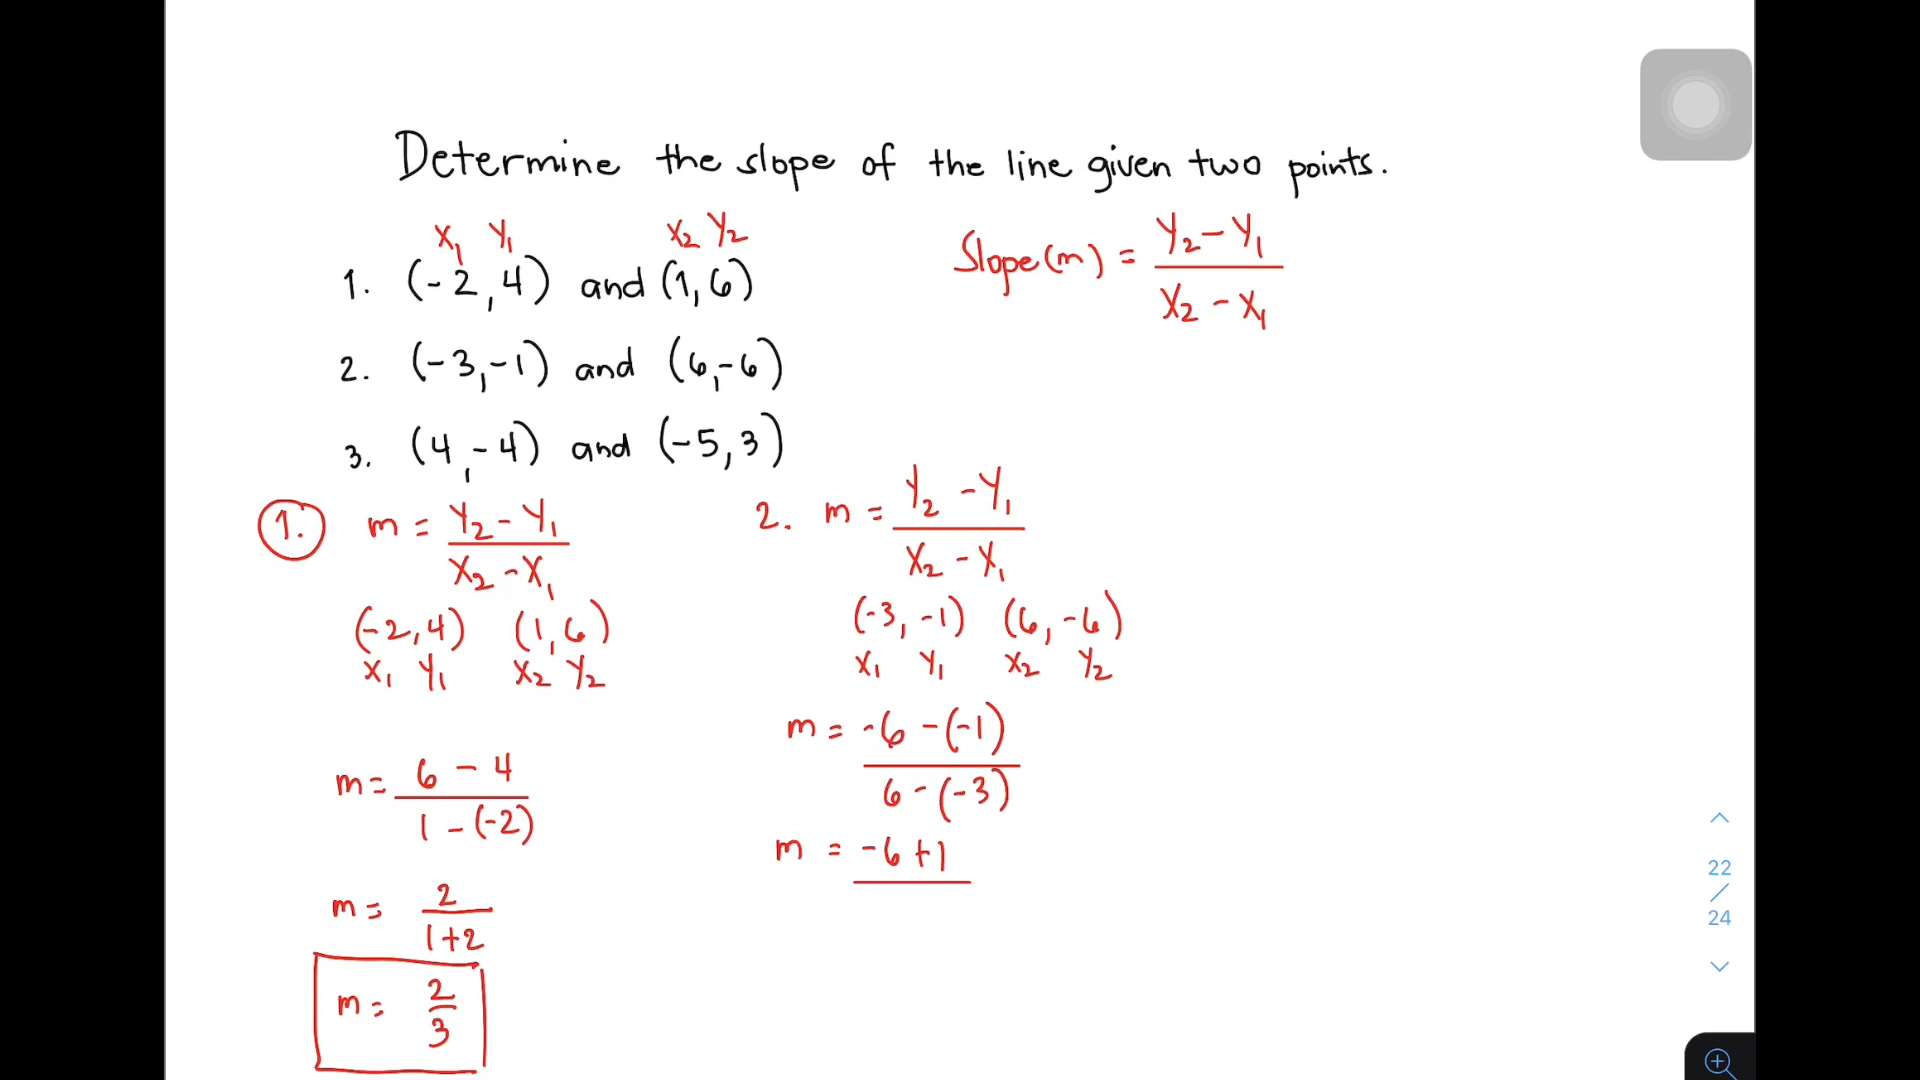 Determine the slope of the line given two points.
X₁ Y₁ X₂ Y₂
1. (-2,4) and (1,6)
Slope(m) = Y₂-Y₁
X₂-X₁
2. (-3,-1) and (6,-6)
3. (4,-4) and (-5,3)
1. m = Y₂-Y₁
X₂-X₁
(-2,4) (1,6)
X₁ Y₁ X₂ Y₂
m = 6-4
1-(-2)
m = 2
1+2
m = 2
3
2. m = Y₂-Y₁
X₂-X₁
(-3,-1) (6,-6)
X₁ Y₁ X₂ Y₂
m = -6-(-1)
6-(-3)
m = -6+1
22
/
24